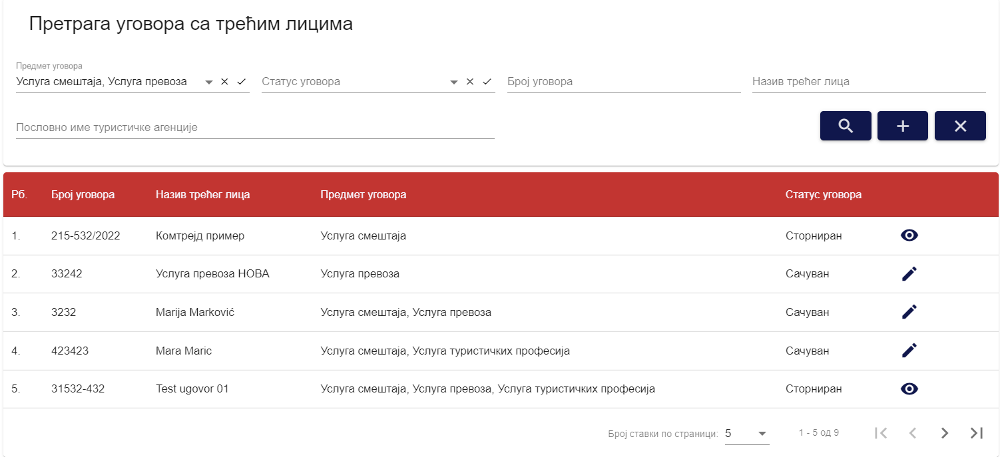 Претрага уговора са трећим лицима
Предмет уговора
Услуга смештаја, Услуга превоза Статус уговора Број уговора Назив трећег лица
Пословно име туристичке агенције
Рб. Број уговора Назив трећег лица Предмет уговора Статус уговора
1. 215-532/2022 Комтрејд пример Услуга смештаја Сторниран
2. 33242 Услуга превоза НОВА Услуга превоза Сачуван
3. 3232 Marija Marković Услуга смештаја, Услуга превоза Сачуван
4. 423423 Mara Maric Услуга смештаја, Услуга туристичких професија Сачуван
5. 31532-432 Test ugovor 01 Услуга смештаја, Услуга превоза, Услуга туристичких професија Сторниран
Број ставки по страници: 5 1 - 5 од 9